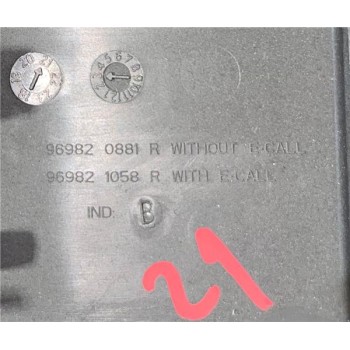 96982 0881 R WITHOUT E-CALL
96982 1058 R WITH E-CALL
IND: B
21